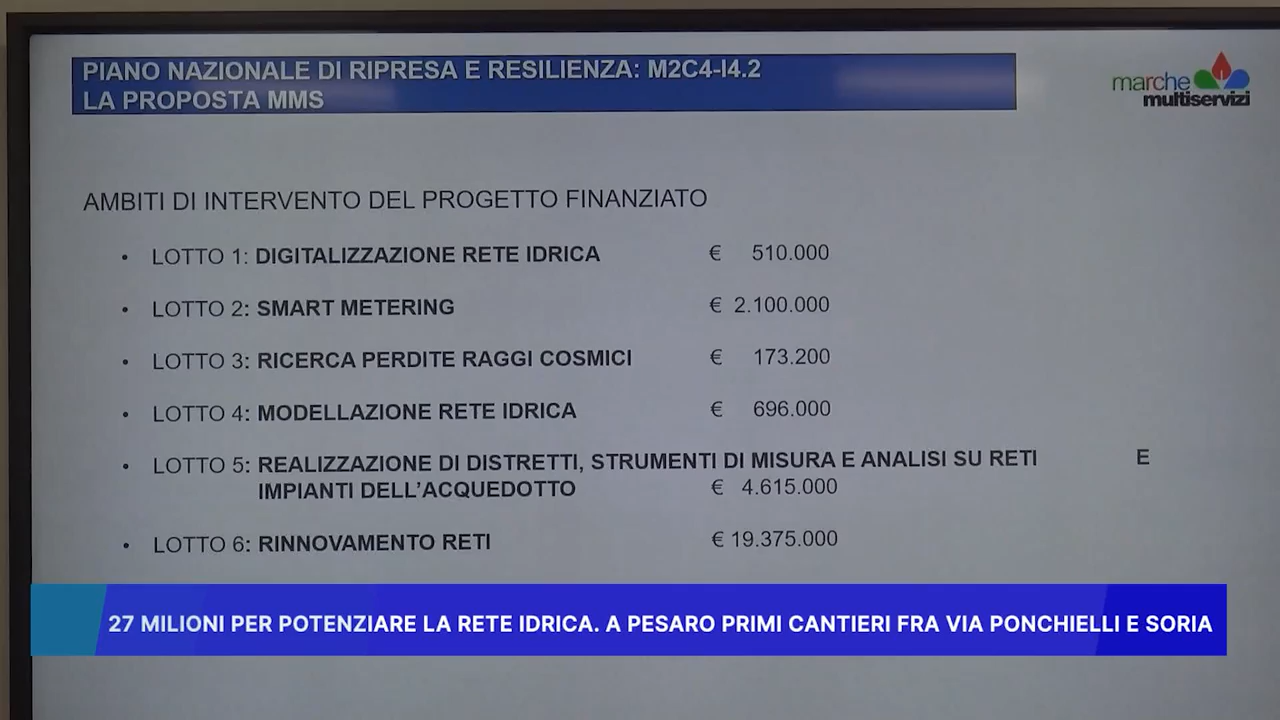 PIANO NAZIONALE DI RIPRESA E RESILIENZA: M2C4-I4.2
LA PROPOSTA MMS
marche
multiservizi
AMBITI DI INTERVENTO DEL PROGETTO FINANZIATO
• LOTTO 1: DIGITALIZZAZIONE RETE IDRICA € 510.000
• LOTTO 2: SMART METERING € 2.100.000
• LOTTO 3: RICERCA PERDITE RAGGI COSMICI € 173.200
• LOTTO 4: MODELLAZIONE RETE IDRICA € 696.000
• LOTTO 5: REALIZZAZIONE DI DISTRETTI, STRUMENTI DI MISURA E ANALISI SU RETI E
IMPIANTI DELL'ACQUEDOTTO € 4.615.000
• LOTTO 6: RINNOVAMENTO RETI € 19.375.000
27 MILIONI PER POTENZIARE LA RETE IDRICA. A PESARO PRIMI CANTIERI FRA VIA PONCHIELLI E SORIA